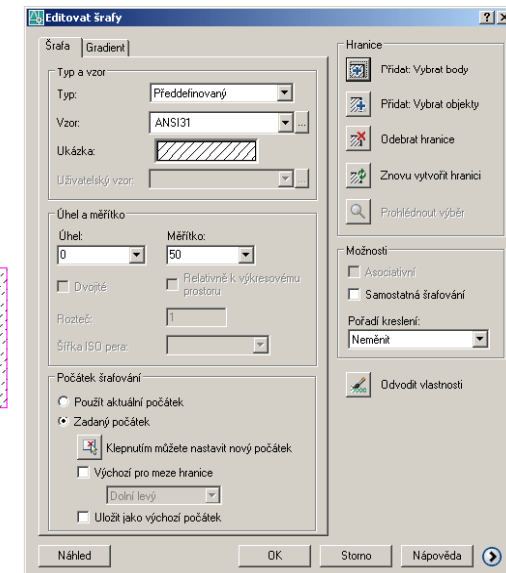 Editovat šrafy
Šrafa
Gradient
Typ a vzor
Typ:
Předdefinovaný
Vzor:
ANSI31
...
Ukázka:
Uživatelský vzor:
...
Úhel a měřítko
Úhel:
Měřítko:
0
50
Dvojité
Relativně k výkresovému
prostoru
Rozteč:
1
Šířka ISO pera:
Počátek šrafování
Použít aktuální počátek
Zadaný počátek
Klepnutím můžete nastavit nový počátek
Výchozí pro meze hranice
Dolní levý
Uložit jako výchozí počátek
Hranice
Přidat: Vybrat body
Přidat: Vybrat objekty
Odebrat hranice
Znovu vytvořit hranici
Prohlédnout výběr
Možnosti
Asociativní
Samostatná šrafování
Pořadí kreslení:
Neměnit
Odvodit vlastnosti
Náhled
OK
Storno
Nápověda